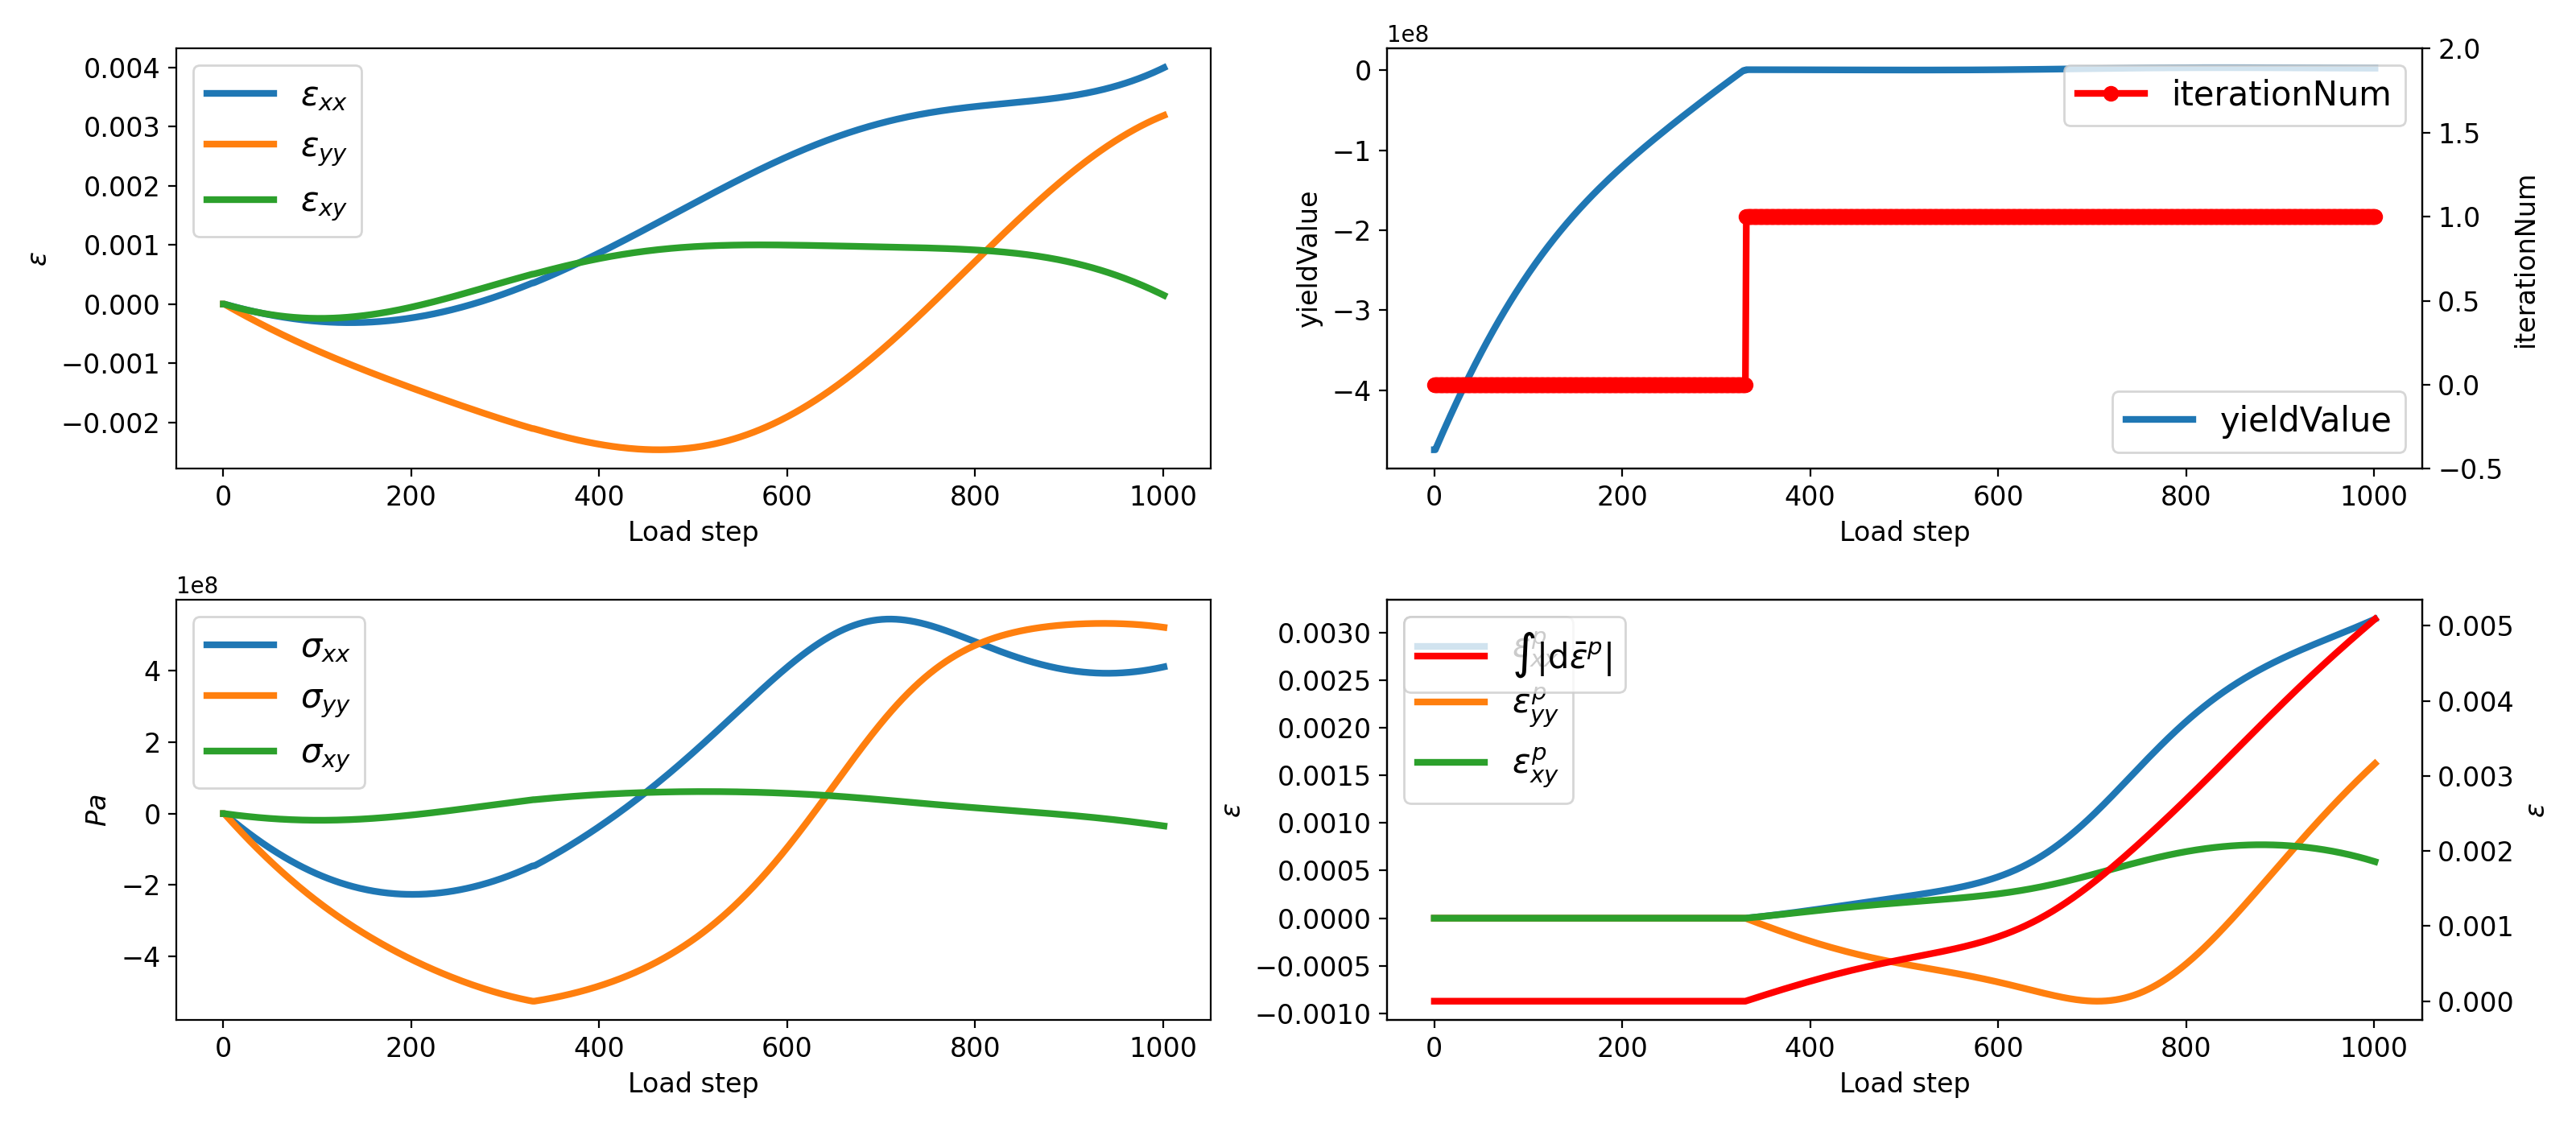 0.004
0.003
0.002
0.001
0.000
−0.001
−0.002
ε
ε_xx
ε_yy
ε_xy
0 200 400 600 800 1000
Load step
1e8
0
−1
−2
−3
−4
yieldValue
iterationNum
yieldValue
2.0
1.5
1.0
0.5
0.0
−0.5
iterationNum
0 200 400 600 800 1000
Load step
1e8
4
2
0
−2
−4
Pa
σ_xx
σ_yy
σ_xy
0 200 400 600 800 1000
Load step
0.0030
0.0025
0.0020
0.0015
0.0010
0.0005
0.0000
−0.0005
−0.0010
ε
ε^p_xx
∫|dε̄^p|
ε^p_yy
ε^p_xy
0.005
0.004
0.003
0.002
0.001
0.000
ε
0 200 400 600 800 1000
Load step